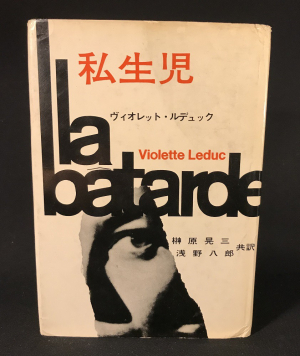 私生児
ヴィオレット・ルデュック
la
Violette Leduc
batarde
榊原晃三
浅野八郎
共訳